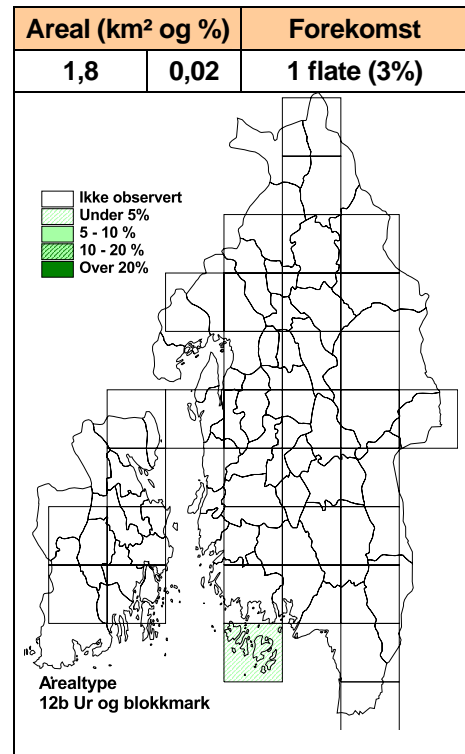 Areal (km² og %) Forekomst
1,8 0,02 1 flate (3%)
Ikke observert
Under 5%
5 - 10 %
10 - 20 %
Over 20%
Arealtype
12b Ur og blokkmark